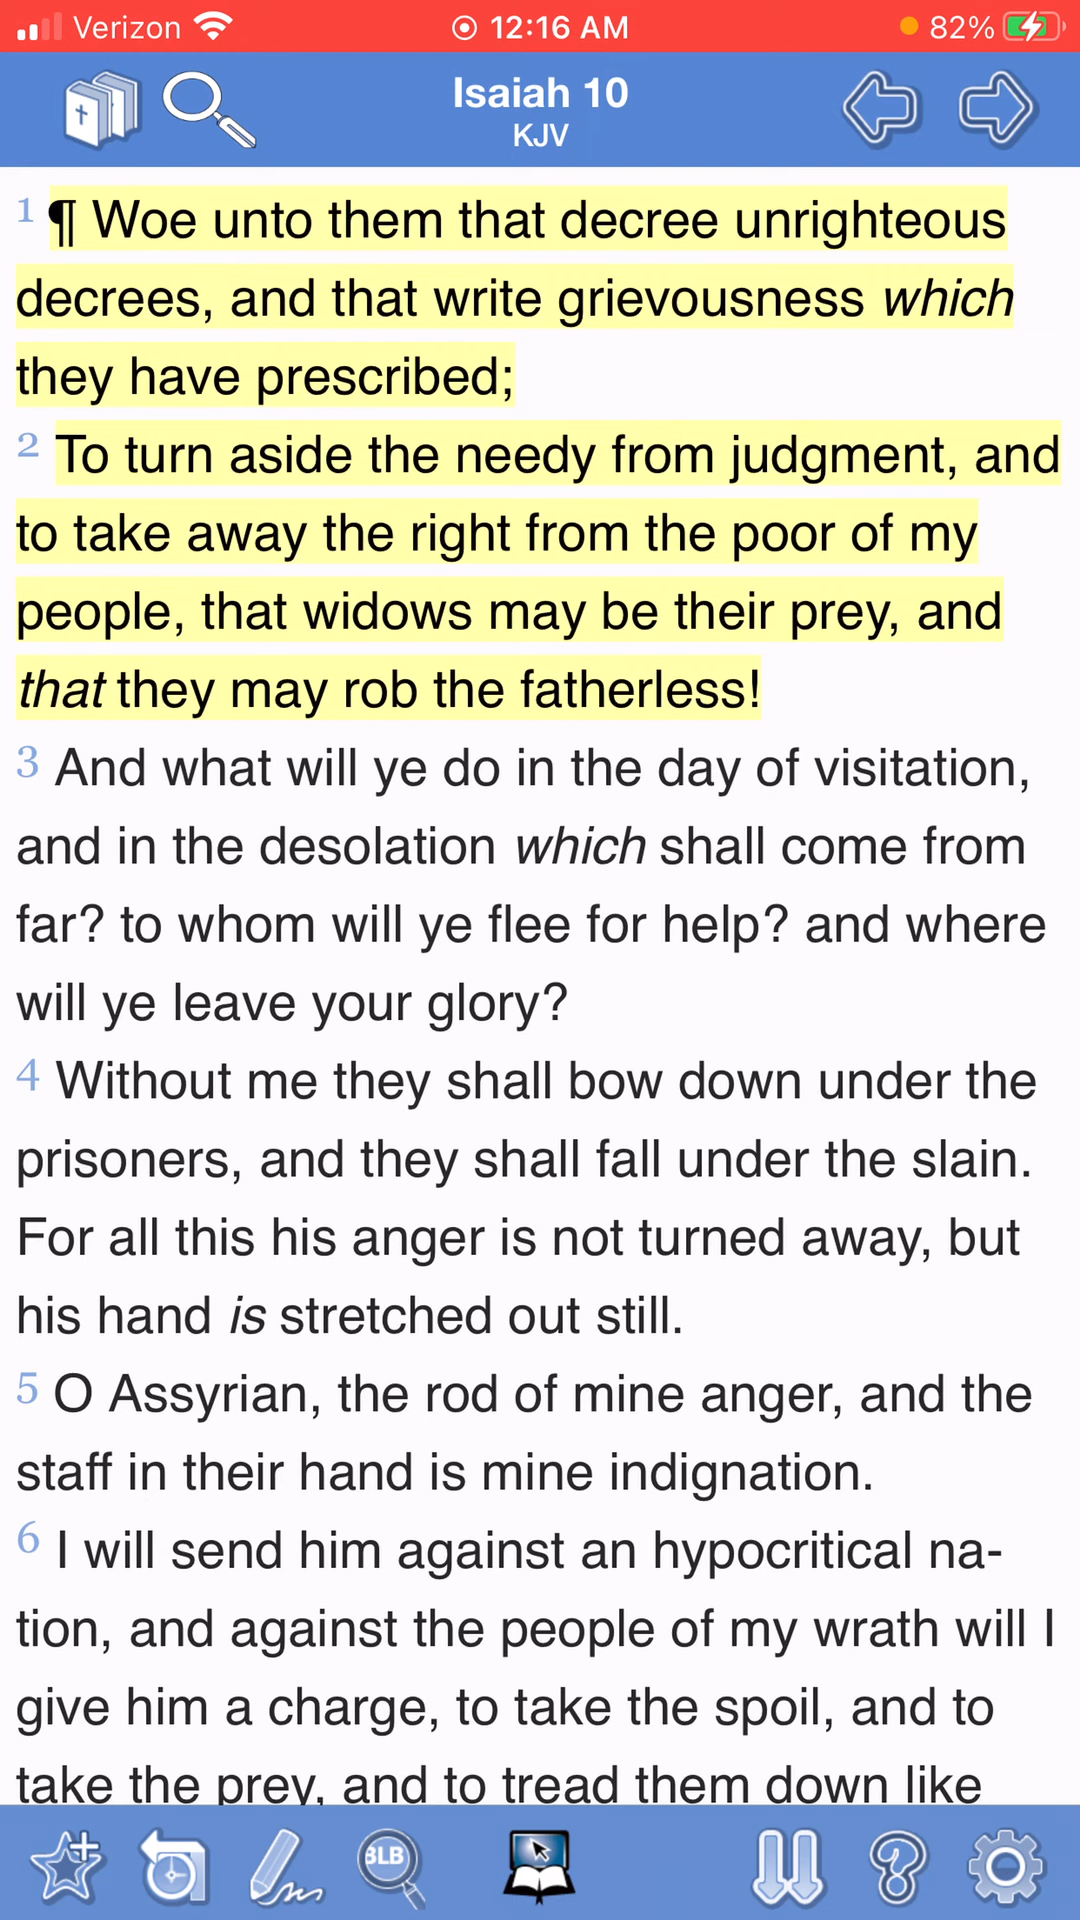 Verizon 12:16 AM 82%
Isaiah 10
KJV
1 ¶ Woe unto them that decree unrighteous
decrees, and that write grievousness which
they have prescribed;
2 To turn aside the needy from judgment, and
to take away the right from the poor of my
people, that widows may be their prey, and
that they may rob the fatherless!
3 And what will ye do in the day of visitation,
and in the desolation which shall come from
far? to whom will ye flee for help? and where
will ye leave your glory?
4 Without me they shall bow down under the
prisoners, and they shall fall under the slain.
For all this his anger is not turned away, but
his hand is stretched out still.
5 O Assyrian, the rod of mine anger, and the
staff in their hand is mine indignation.
6 I will send him against an hypocritical na-
tion, and against the people of my wrath will I
give him a charge, to take the spoil, and to
take the prey, and to tread them down like
BLB